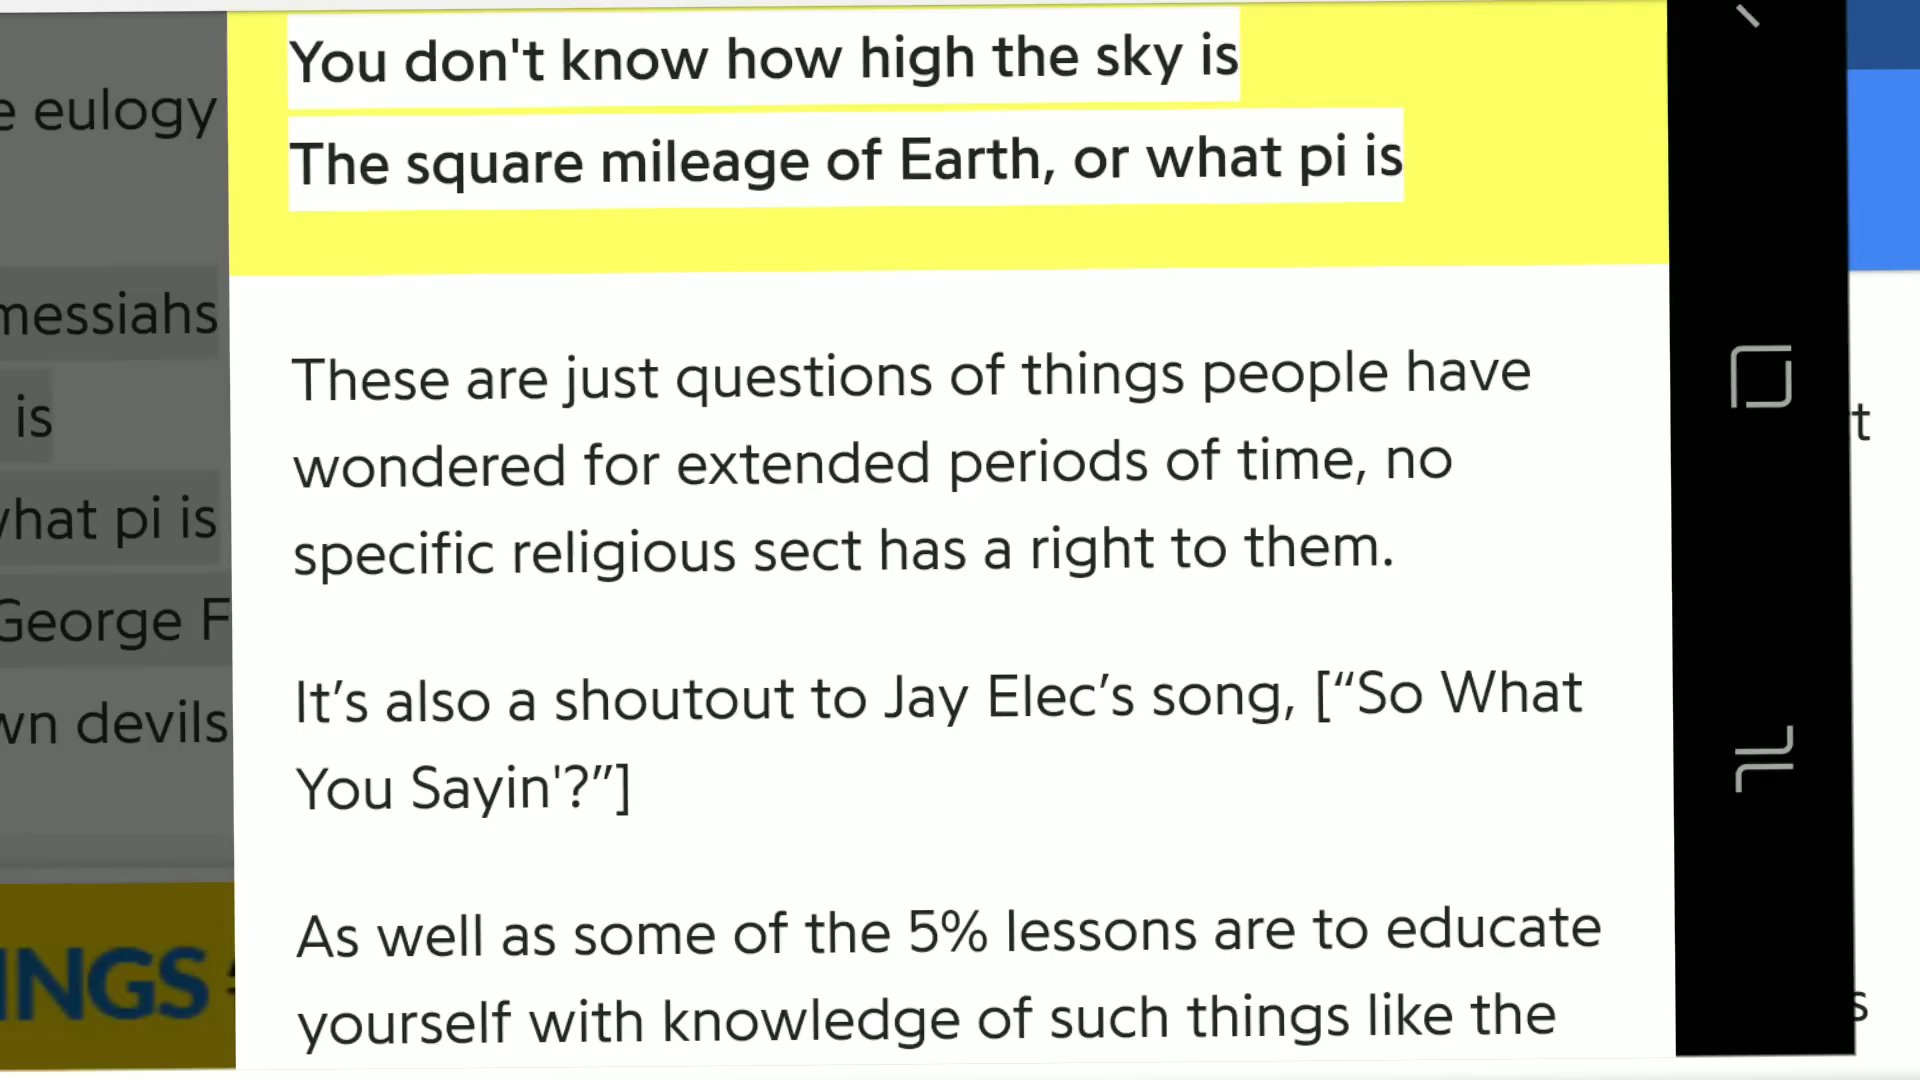 You don't know how high the sky is
The square mileage of Earth, or what pi is
These are just questions of things people have
wondered for extended periods of time, no
specific religious sect has a right to them.
It’s also a shoutout to Jay Elec’s song, [“So What
You Sayin'?”]
As well as some of the 5% lessons are to educate
yourself with knowledge of such things like the
eulogy
messiahs
is
what pi is
George F
devils
INGS